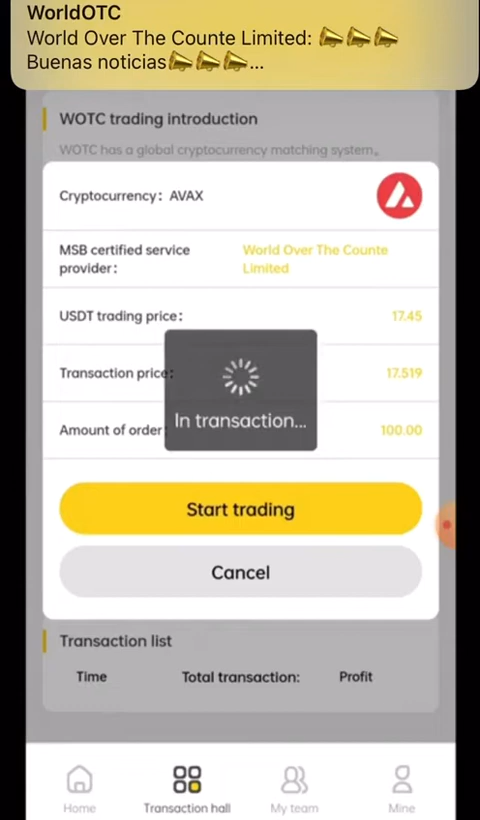 WorldOTC
World Over The Counte Limited: 📣📣📣
Buenas noticias📣📣📣...
WOTC trading introduction
WOTC has a global cryptocurrency matching system。
Cryptocurrency: AVAX
MSB certified service
provider:
World Over The Counte
Limited
USDT trading price:
17.45
Transaction price:
17.519
In transaction...
Amount of order
100.00
Start trading
Cancel
Transaction list
Time Total transaction: Profit
Home Transaction hall My team Mine